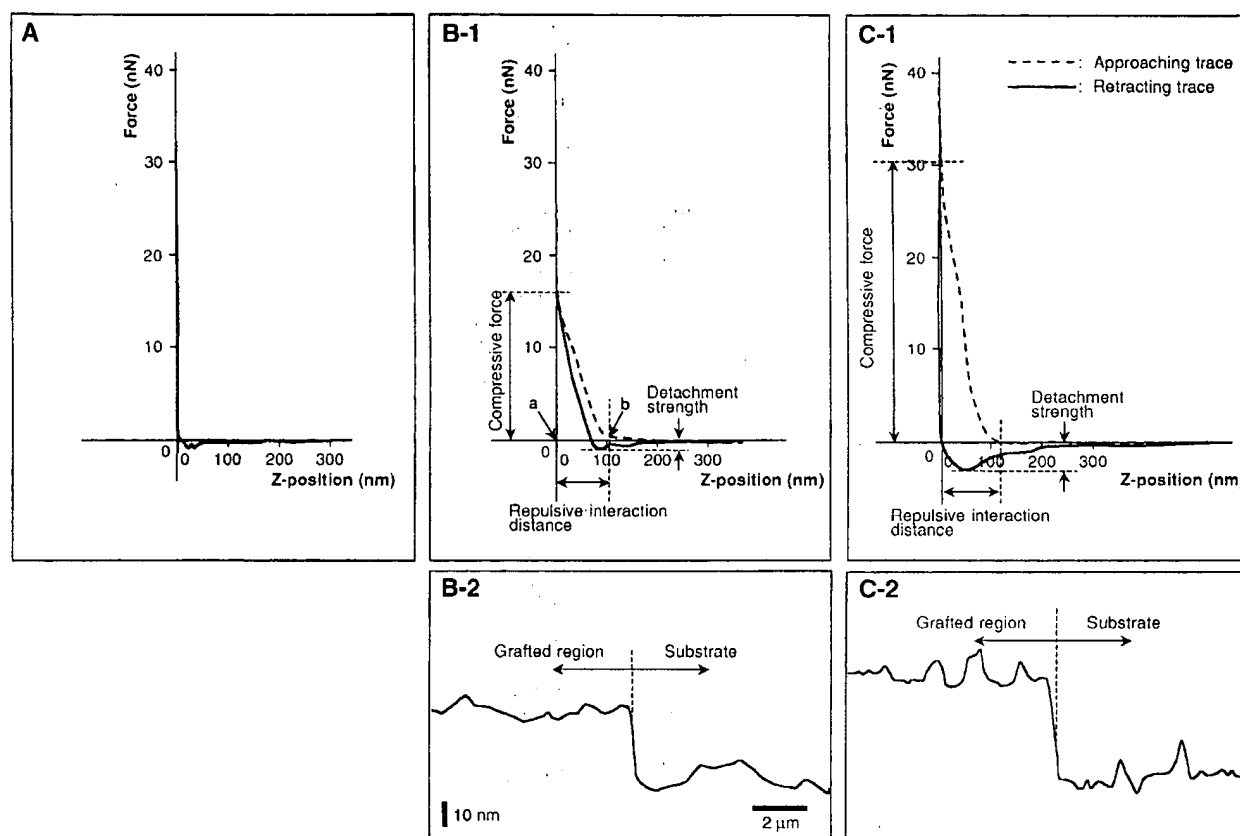 A
Force (nN)
40
30
20
10
0
0 100 200 300
Z-position (nm)
B-1
Force (nN)
40
30
20
10
Compressive force
a
b
Detachment
strength
0
0 100 200 300
Z-position (nm)
Repulsive interaction
distance
C-1
---- : Approaching trace
—— : Retracting trace
Force (nN)
40
30
20
10
Compressive force
Detachment
strength
0
0 100 200 300
Z-position (nm)
Repulsive interaction
distance
B-2
Grafted region Substrate
10 nm
2 μm
C-2
Grafted region Substrate